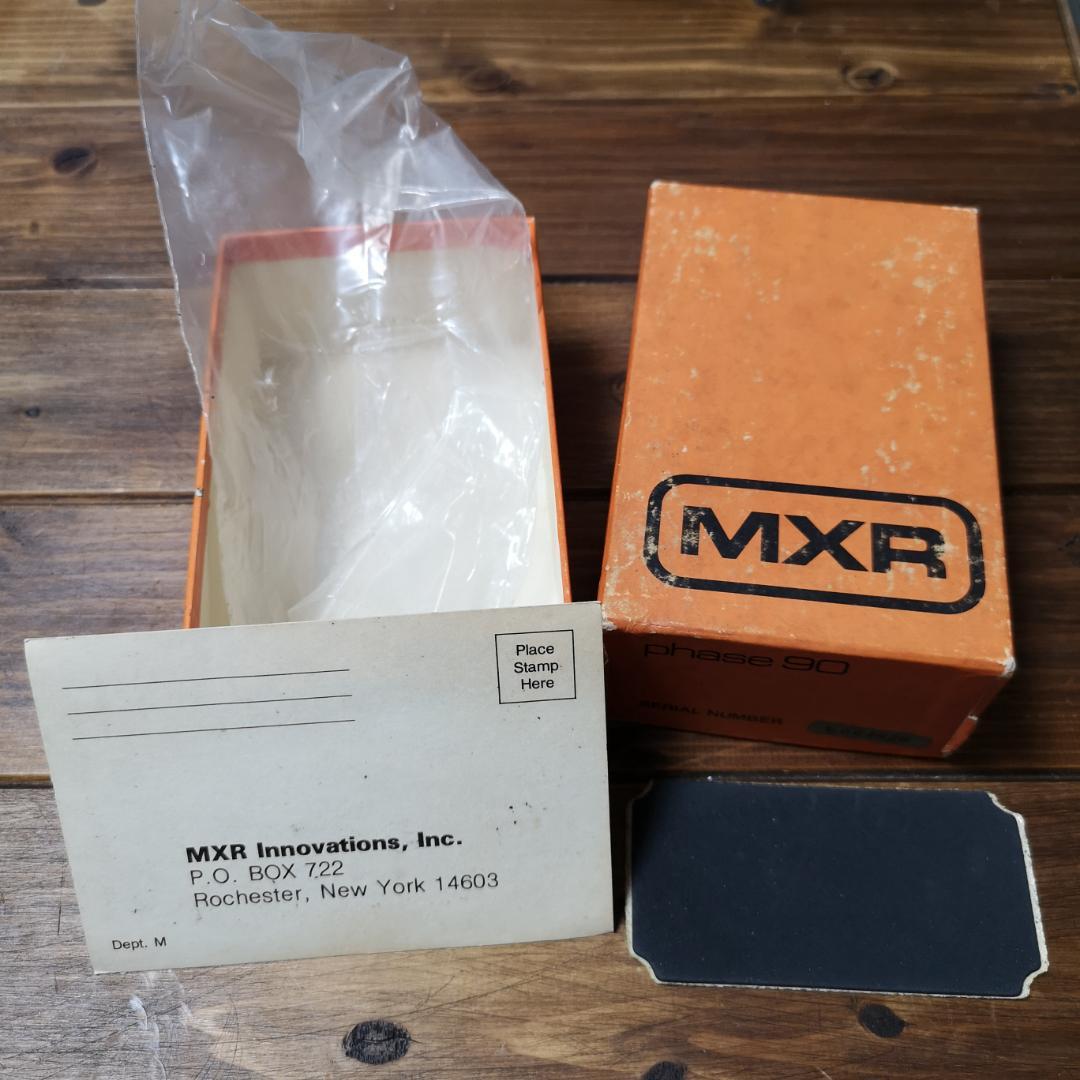 MXR
phase 90
SERIAL NUMBER
Place
Stamp
Here
MXR Innovations, Inc.
P.O. BOX 722
Rochester, New York 14603
Dept. M